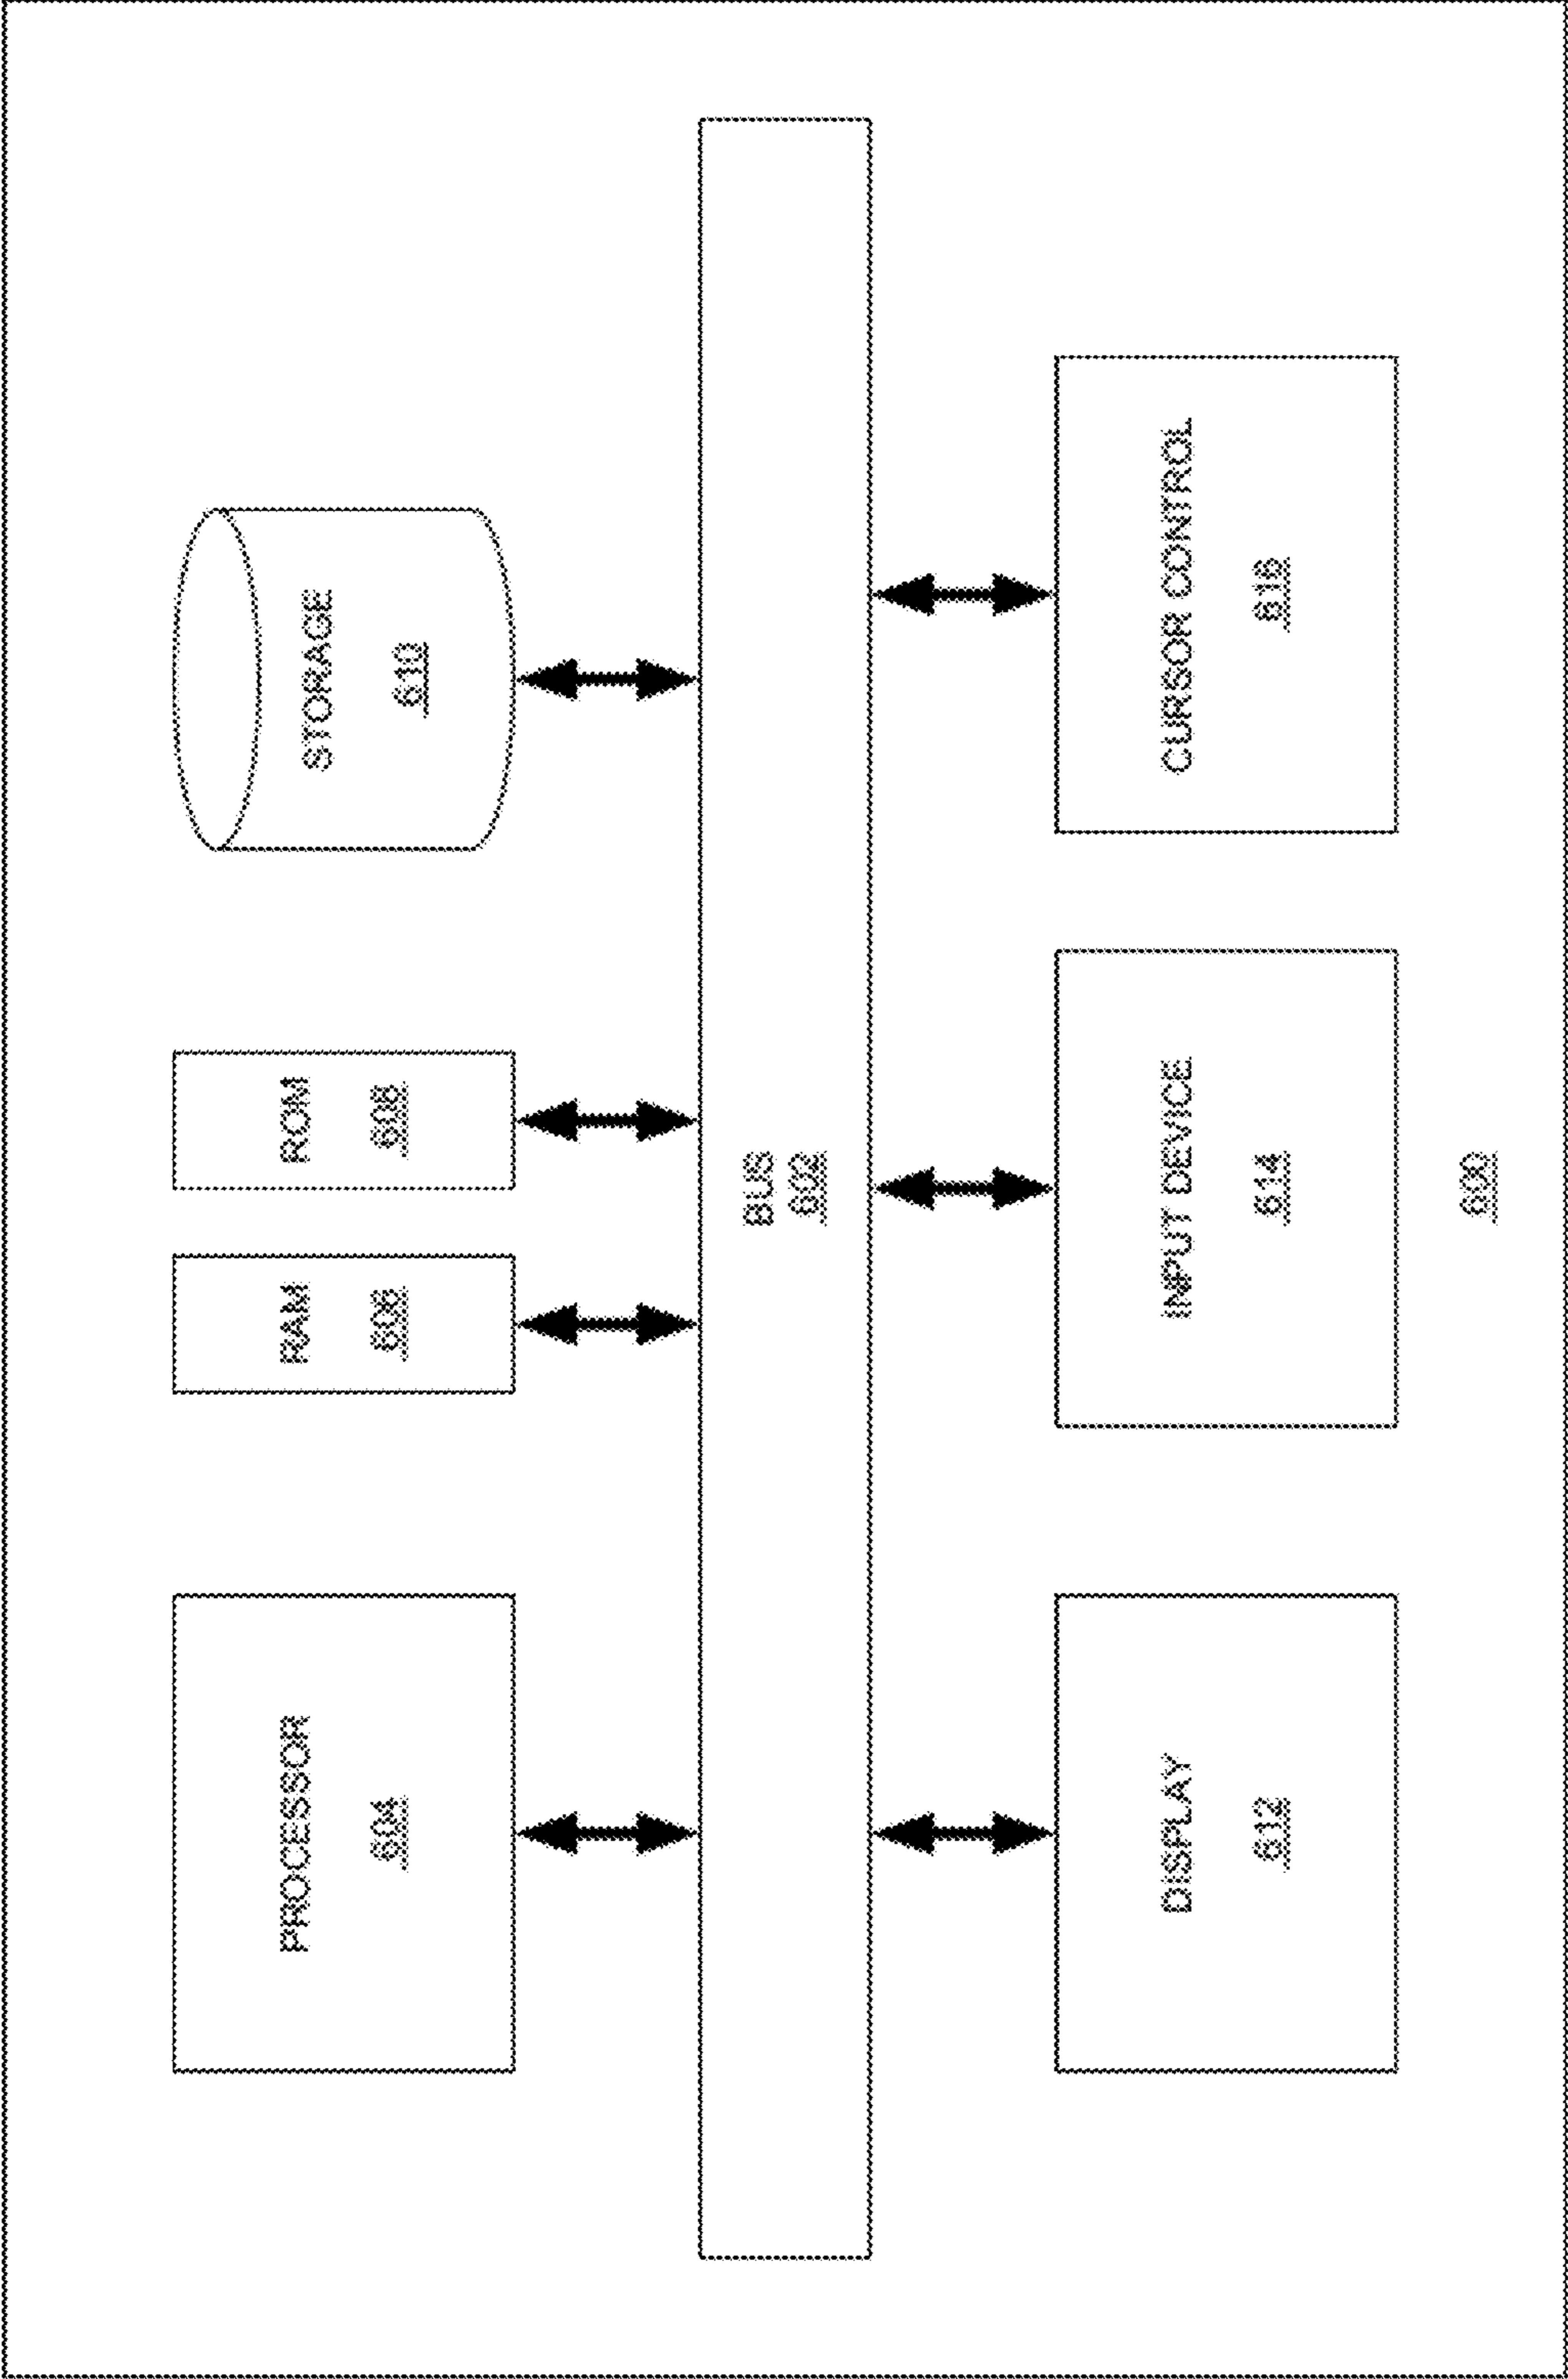 PROCESSOR
604
RAM
606
ROM
608
STORAGE
610
BUS
602
DISPLAY
612
INPUT DEVICE
614
CURSOR CONTROL
616
600